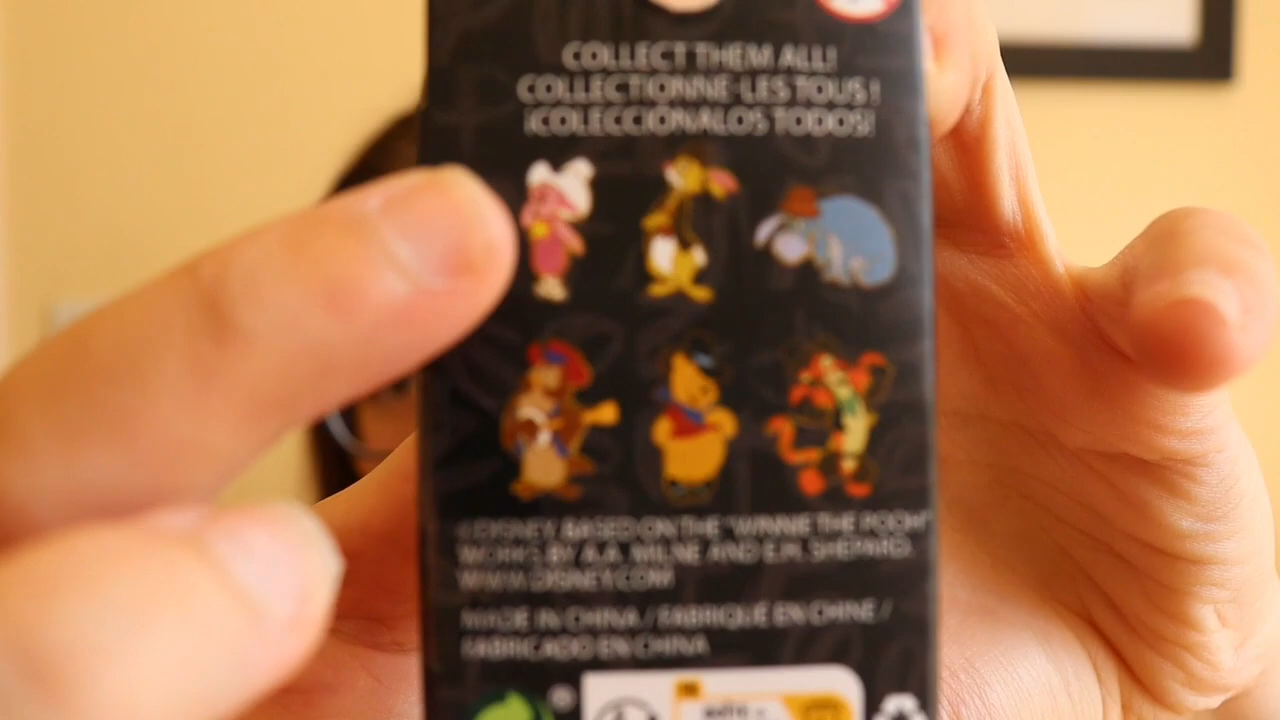 COLLECT THEM ALL!
COLLECTIONNE-LES TOUS !
¡COLECCIÓNALOS TODOS!
©DISNEY. BASED ON THE "WINNIE THE POOH"
WORKS BY A.A. MILNE AND E.H. SHEPARD.
WWW.DISNEY.COM
MADE IN CHINA / FABRIQUÉ EN CHINE /
FABRICADO EN CHINA